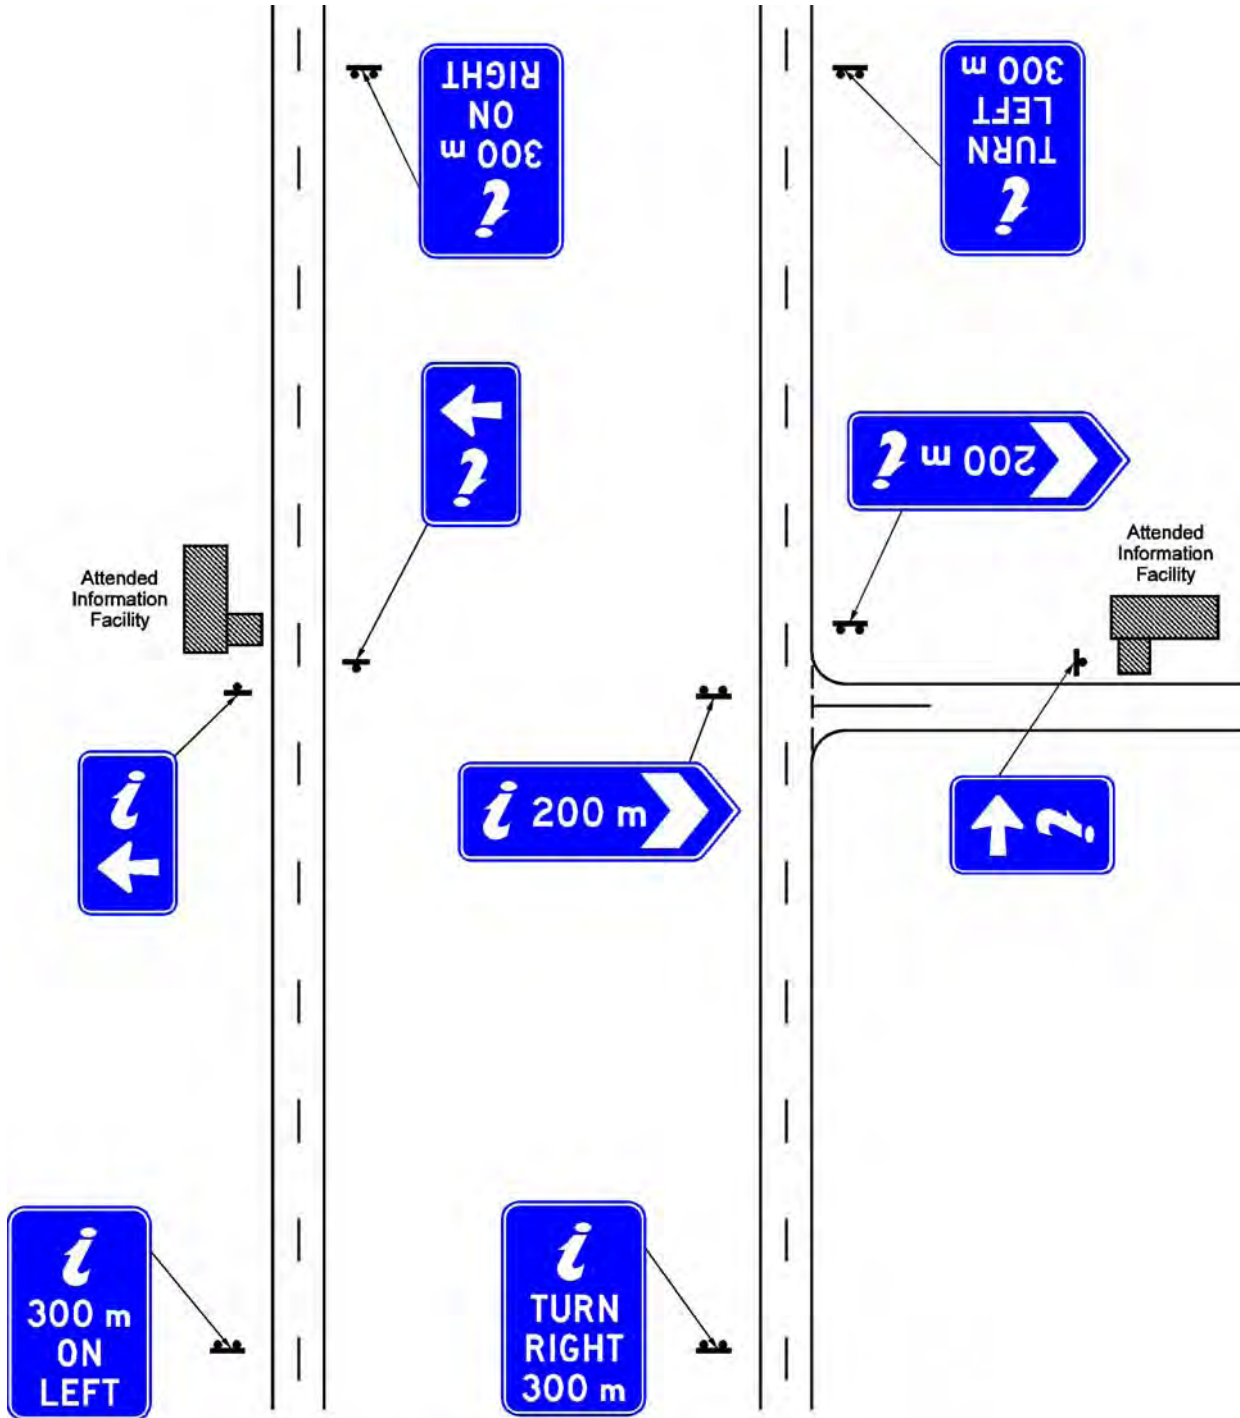 300 m
ON
RIGHT
TURN
LEFT
300 m
i
i
i
i 200 m
Attended
Information
Facility
Attended
Information
Facility
i
i 200 m
i
i
300 m
ON
LEFT
i
TURN
RIGHT
300 m